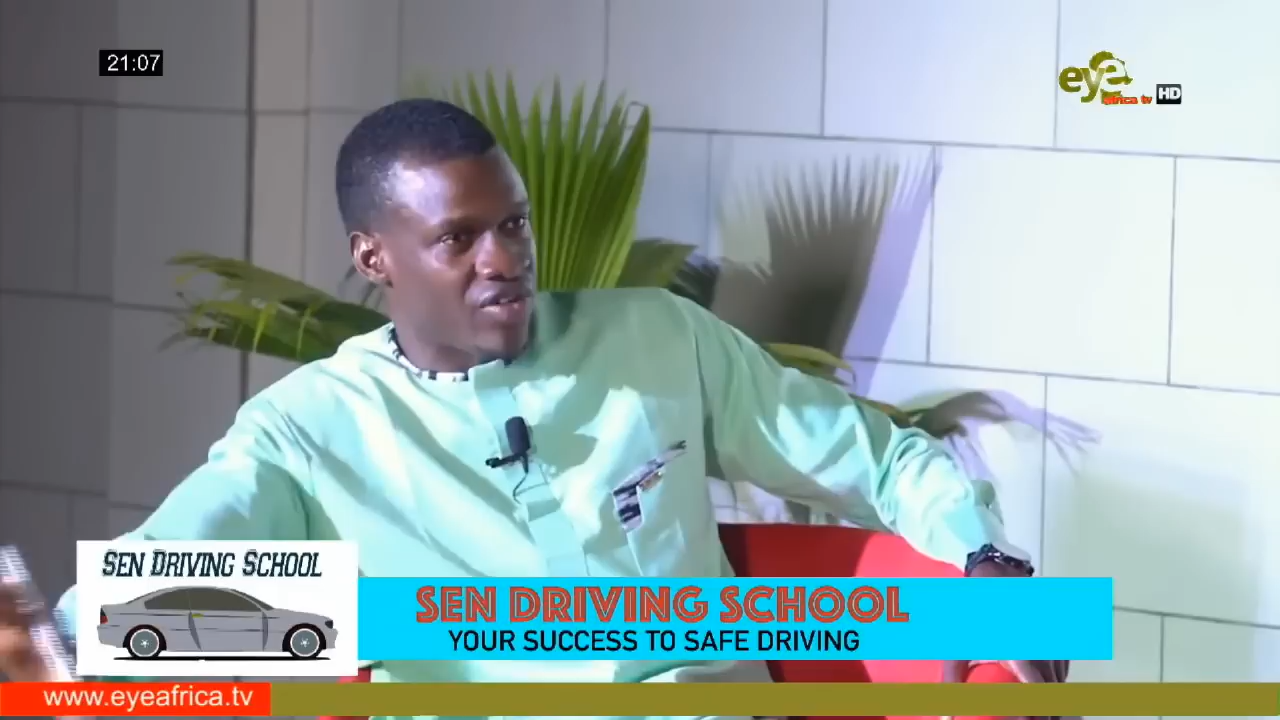 21:07
eye
africa tv HD
SEN DRIVING SCHOOL
SEN DRIVING SCHOOL
YOUR SUCCESS TO SAFE DRIVING
www.eyeafrica.tv